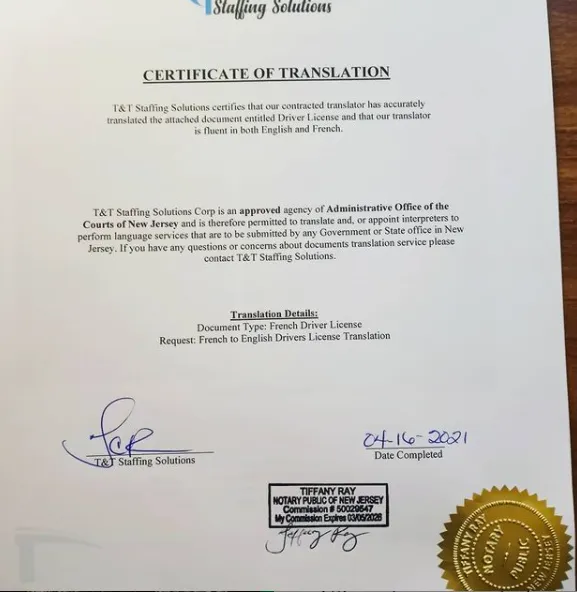 Staffing Solutions
CERTIFICATE OF TRANSLATION
T&T Staffing Solutions certifies that our contracted translator has accurately
translated the attached document entitled Driver License and that our translator
is fluent in both English and French.
T&T Staffing Solutions Corp is an approved agency of Administrative Office of the
Courts of New Jersey and is therefore permitted to translate and, or appoint interpreters to
perform language services that are to be submitted by any Government or State office in New
Jersey. If you have any questions or concerns about documents translation service please
contact T&T Staffing Solutions.
Translation Details:
Document Type: French Driver License
Request: French to English Drivers License Translation
04-16-2021
T&T Staffing Solutions
Date Completed
TIFFANY RAY
NOTARY PUBLIC OF NEW JERSEY
Commission # 50029547
My Commission Expires 03/05/2026
Tiffany Ray
TIFFANY RAY
NOTARY
PUBLIC
NEW JERSEY